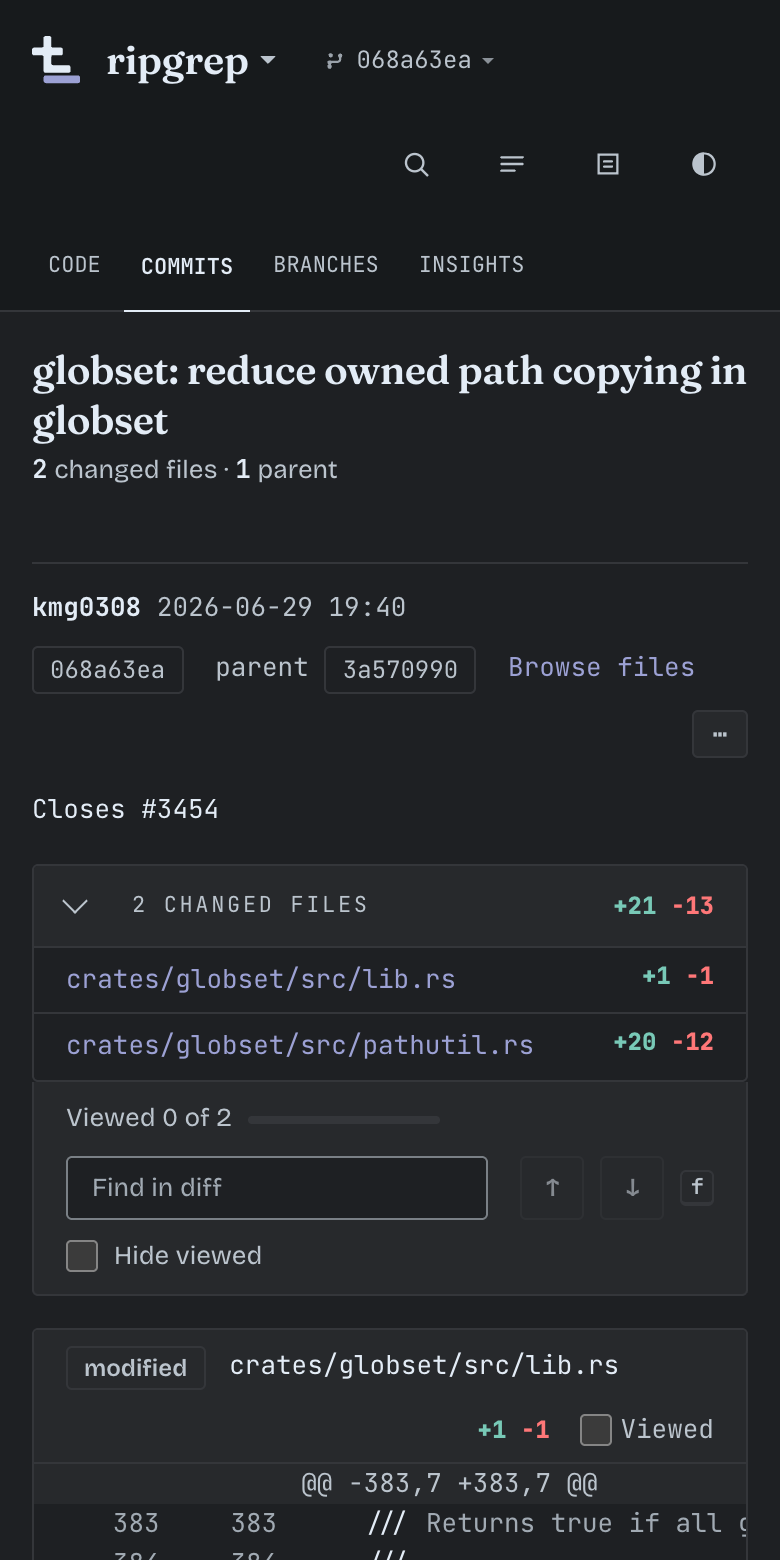 ripgrep 068a63ea
CODE COMMITS BRANCHES INSIGHTS
globset: reduce owned path copying in
globset
2 changed files · 1 parent
kmg0308 2026-06-29 19:40
068a63ea parent 3a570990 Browse files
…
Closes #3454
2 CHANGED FILES +21 -13
crates/globset/src/lib.rs +1 -1
crates/globset/src/pathutil.rs +20 -12
Viewed 0 of 2
Find in diff ↑ ↓ f
Hide viewed
modified crates/globset/src/lib.rs
+1 -1 Viewed
@@ -383,7 +383,7 @@
383 383 /// Returns true if all
384 384 ///